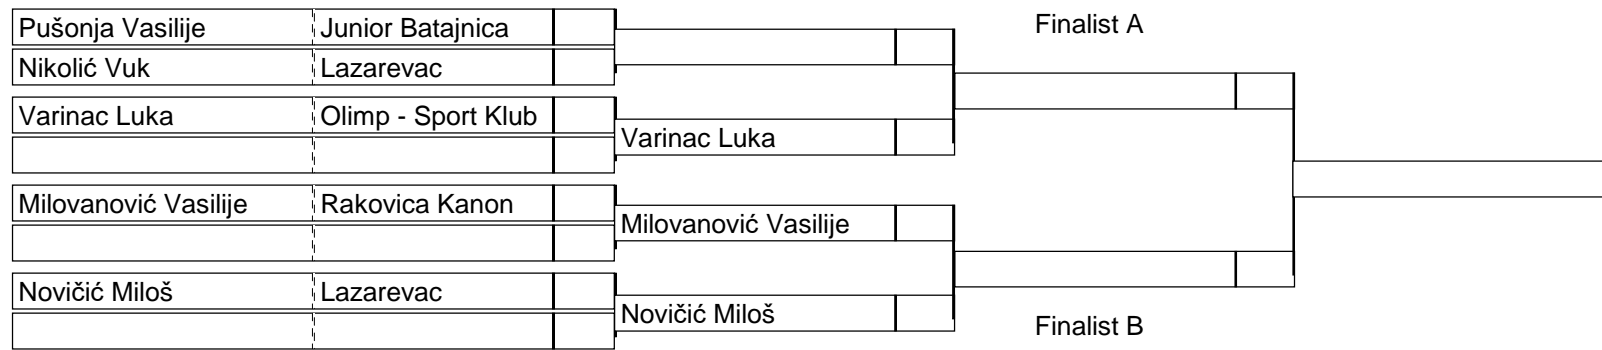 Pušonja Vasilije Junior Batajnica
Nikolić Vuk Lazarevac
Varinac Luka Olimp - Sport Klub
Milovanović Vasilije Rakovica Kanon
Novičić Miloš Lazarevac
Varinac Luka
Milovanović Vasilije
Novičić Miloš
Finalist A
Finalist B